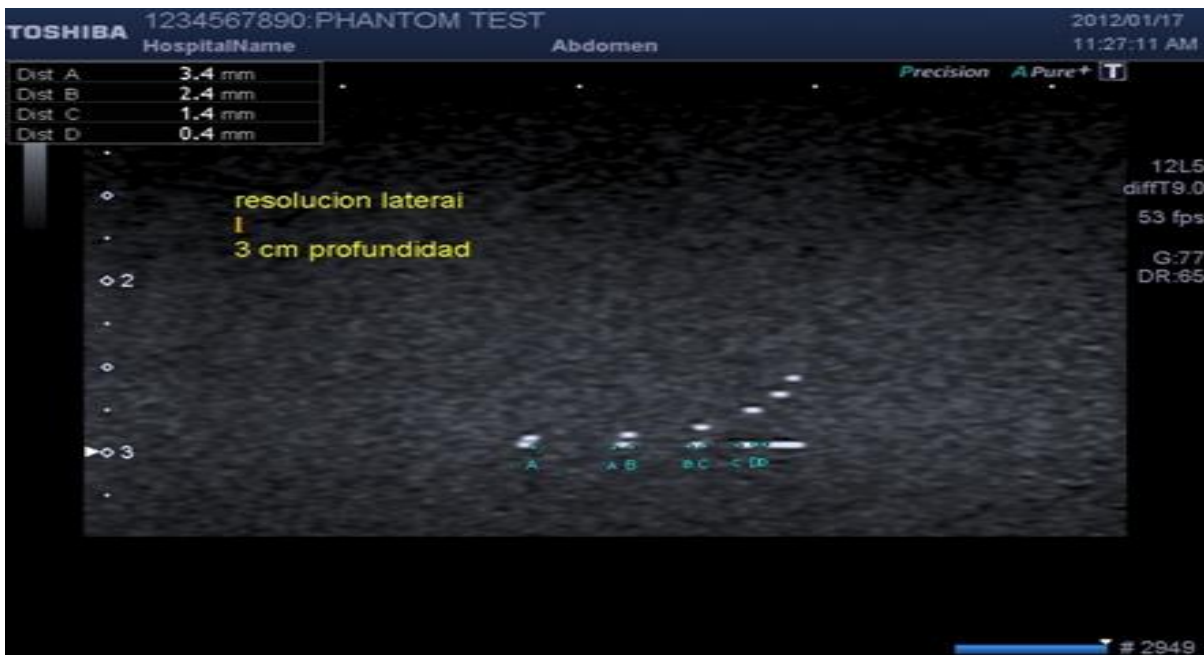 TOSHIBA 1234567890:PHANTOM TEST 2012/01/17
HospitalName Abdomen 11:27:11 AM
Dist A 3.4 mm
Dist B 2.4 mm
Dist C 1.4 mm
Dist D 0.4 mm
Precision APure+ T
12L5
diffT9.0
53 fps
G:77
DR:65
resolucion lateral
I
3 cm profundidad
2
3
A A B B C C D D
# 2949